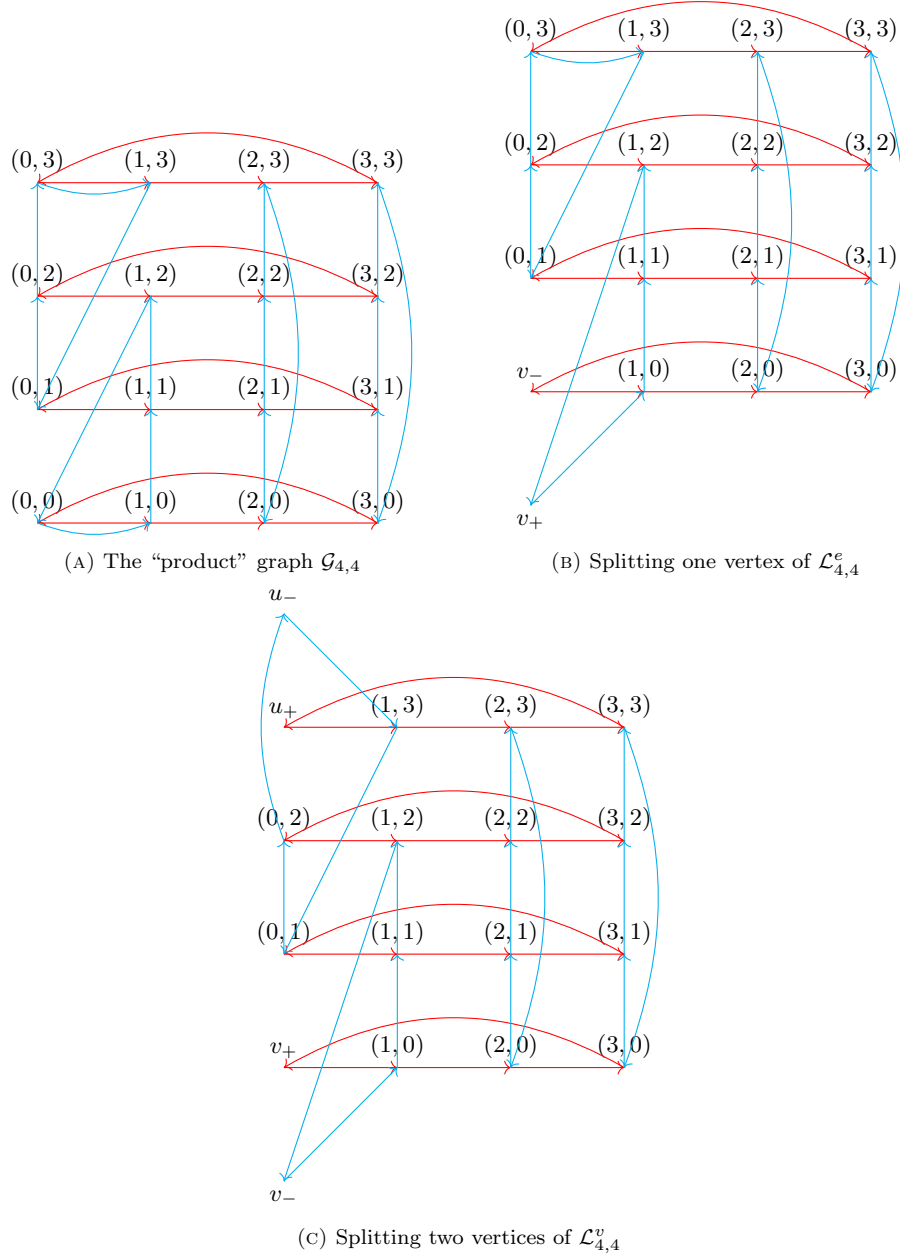 (0, 3) (1, 3) (2, 3) (3, 3)
(0, 2) (1, 2) (2, 2) (3, 2)
(0, 1) (1, 1) (2, 1) (3, 1)
(0, 0) (1, 0) (2, 0) (3, 0)
(A) The “product” graph 𝒢₄,₄
(0, 3) (1, 3) (2, 3) (3, 3)
(0, 2) (1, 2) (2, 2) (3, 2)
(0, 1) (1, 1) (2, 1) (3, 1)
v₋ (1, 0) (2, 0) (3, 0)
v₊
(B) Splitting one vertex of ℒᵉ₄,₄
u₋
u₊ (1, 3) (2, 3) (3, 3)
(0, 2) (1, 2) (2, 2) (3, 2)
(0, 1) (1, 1) (2, 1) (3, 1)
v₊ (1, 0) (2, 0) (3, 0)
v₋
(C) Splitting two vertices of ℒᵛ₄,₄